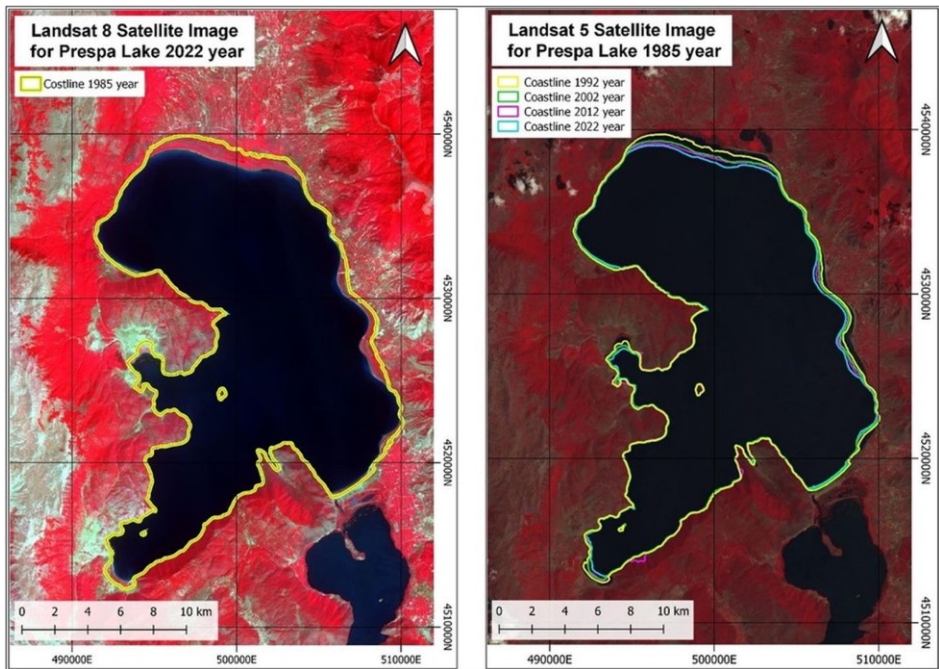 Landsat 8 Satellite Image
for Prespa Lake 2022 year
Costline 1985 year
4540000N
4530000N
4520000N
4510000N
0 2 4 6 8 10 km
490000E 500000E 510000E
Landsat 5 Satellite Image
for Prespa Lake 1985 year
Coastline 1992 year
Coastline 2002 year
Coastline 2012 year
Coastline 2022 year
4540000N
4530000N
4520000N
4510000N
0 2 4 6 8 10 km
490000E 500000E 510000E